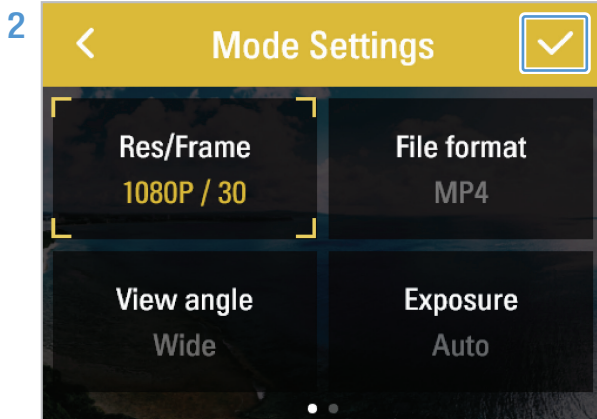 2
Mode Settings
Res/Frame
1080P / 30
File format
MP4
View angle
Wide
Exposure
Auto